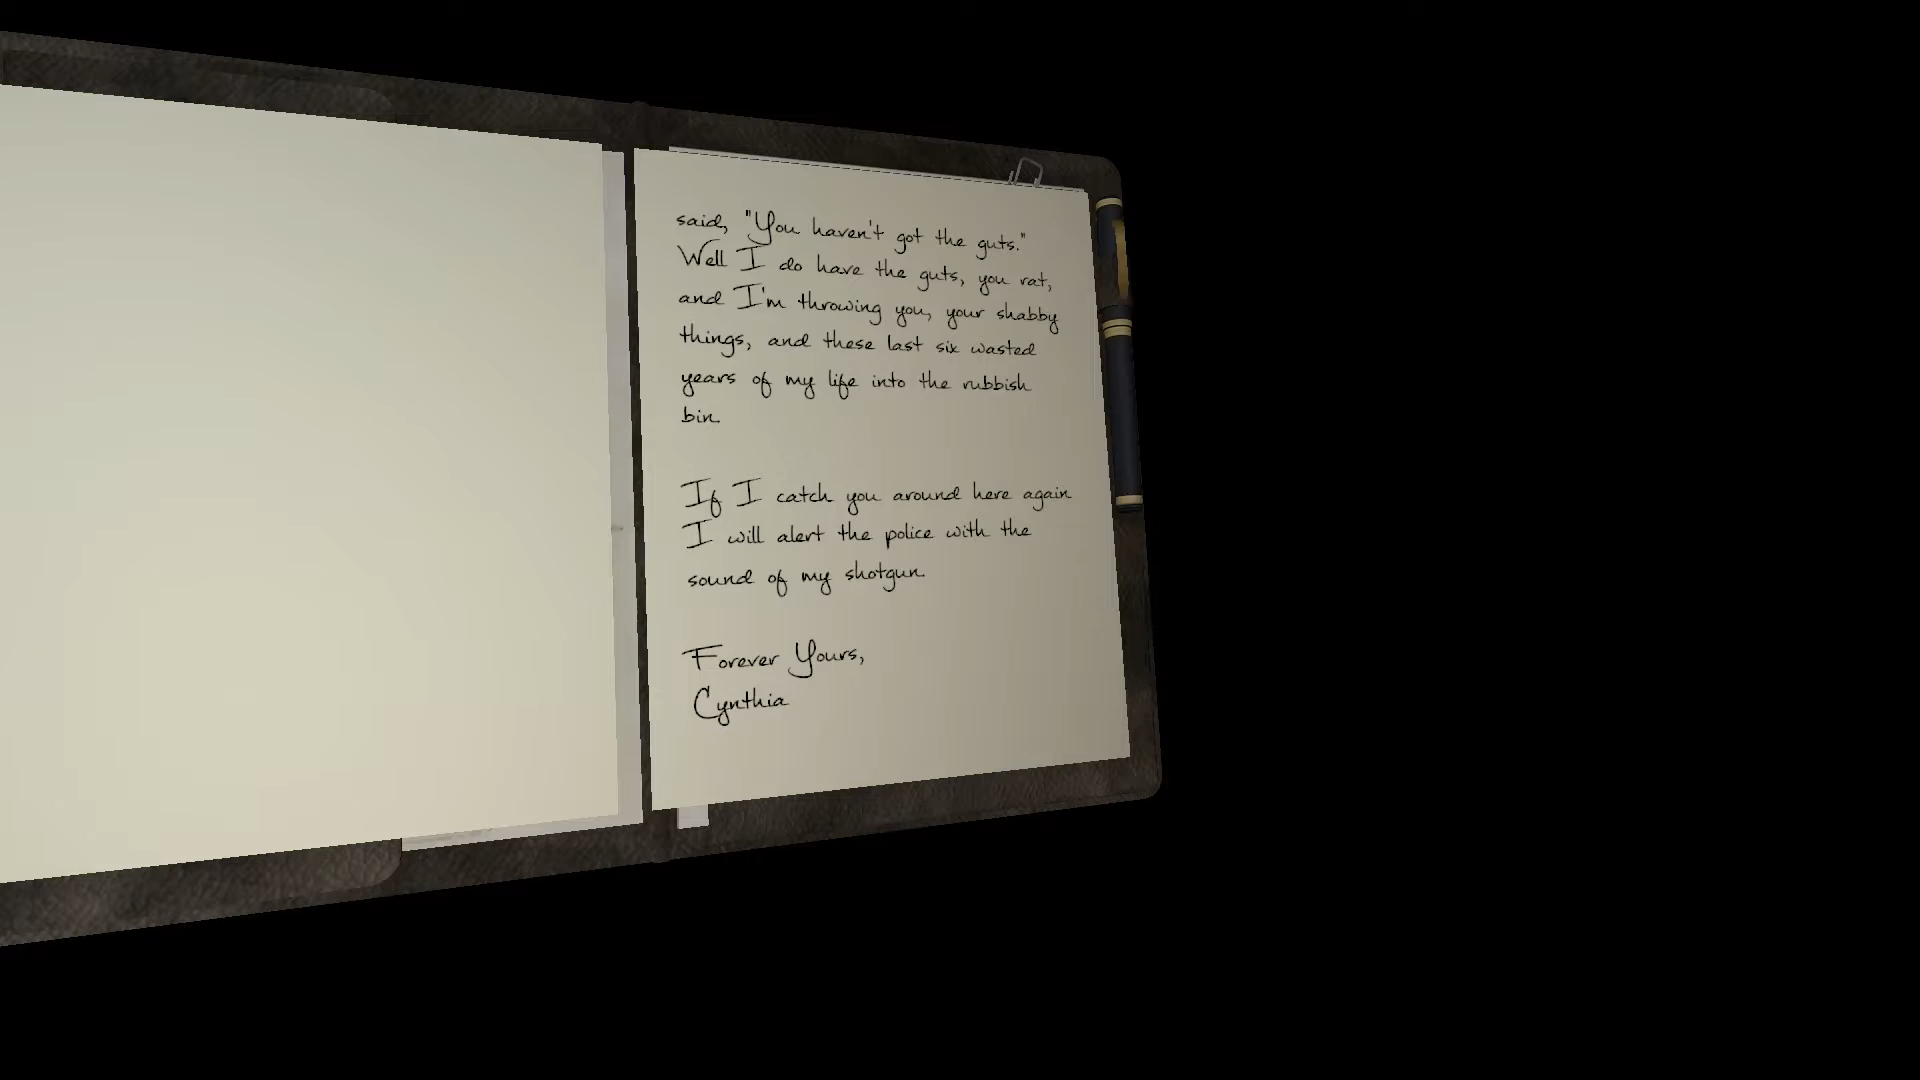 said, "You haven't got the guts."
Well I do have the guts, you rat,
and I'm throwing you, your shabby
things, and these last six wasted
years of my life into the rubbish
bin.
If I catch you around here again
I will alert the police with the
sound of my shotgun.
Forever Yours,
Cynthia